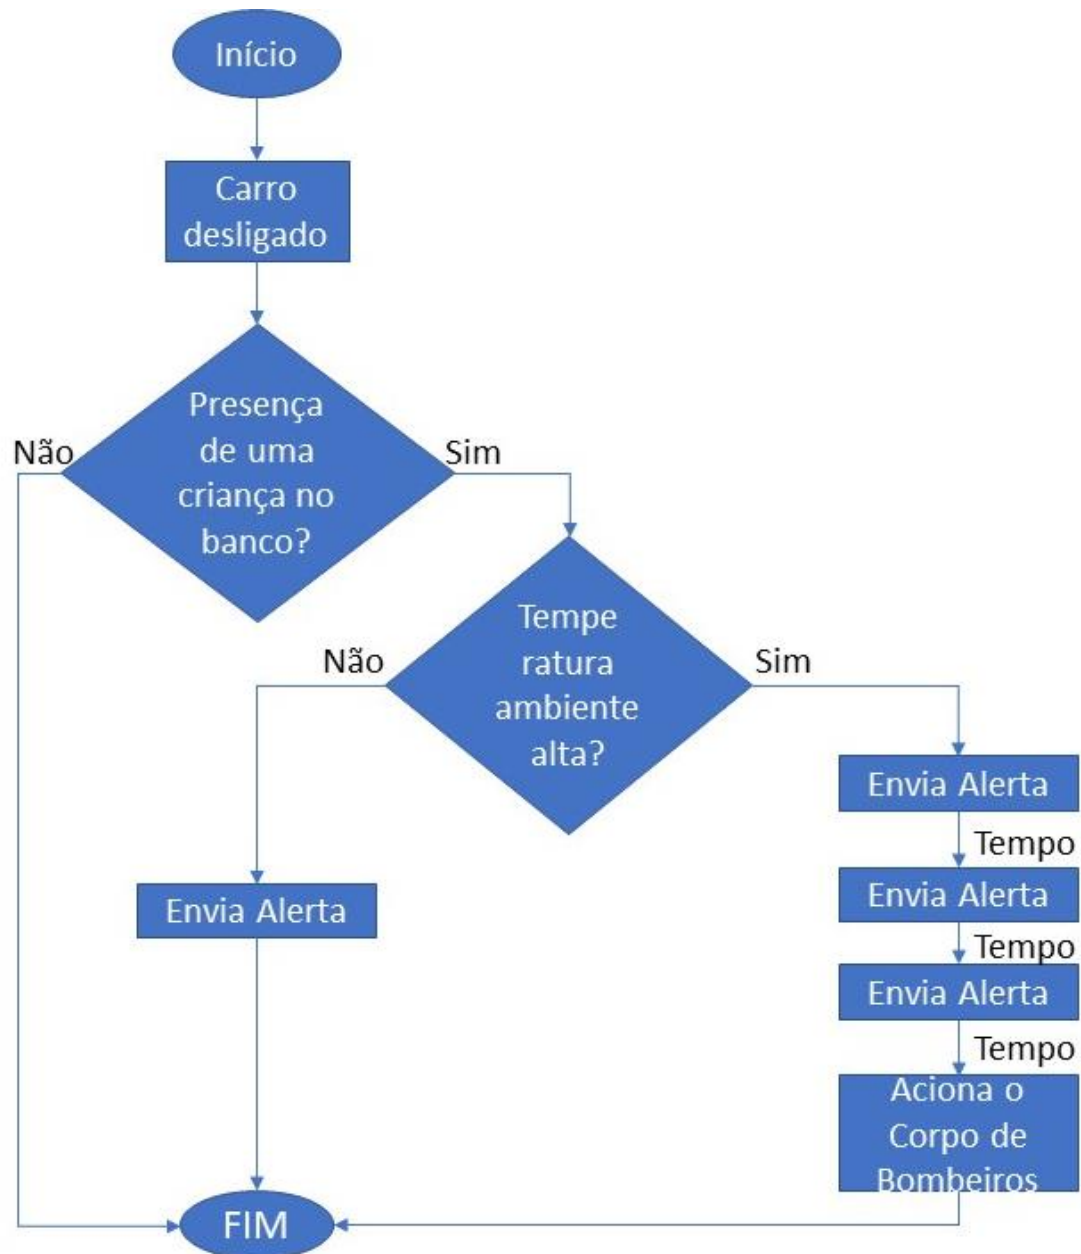 Início
Carro
desligado
Presença
de uma
criança no
banco?
Não
Sim
Tempe
ratura
ambiente
alta?
Não
Sim
Envia Alerta
Tempo
Envia Alerta
Tempo
Envia Alerta
Tempo
Aciona o
Corpo de
Bombeiros
Envia Alerta
FIM